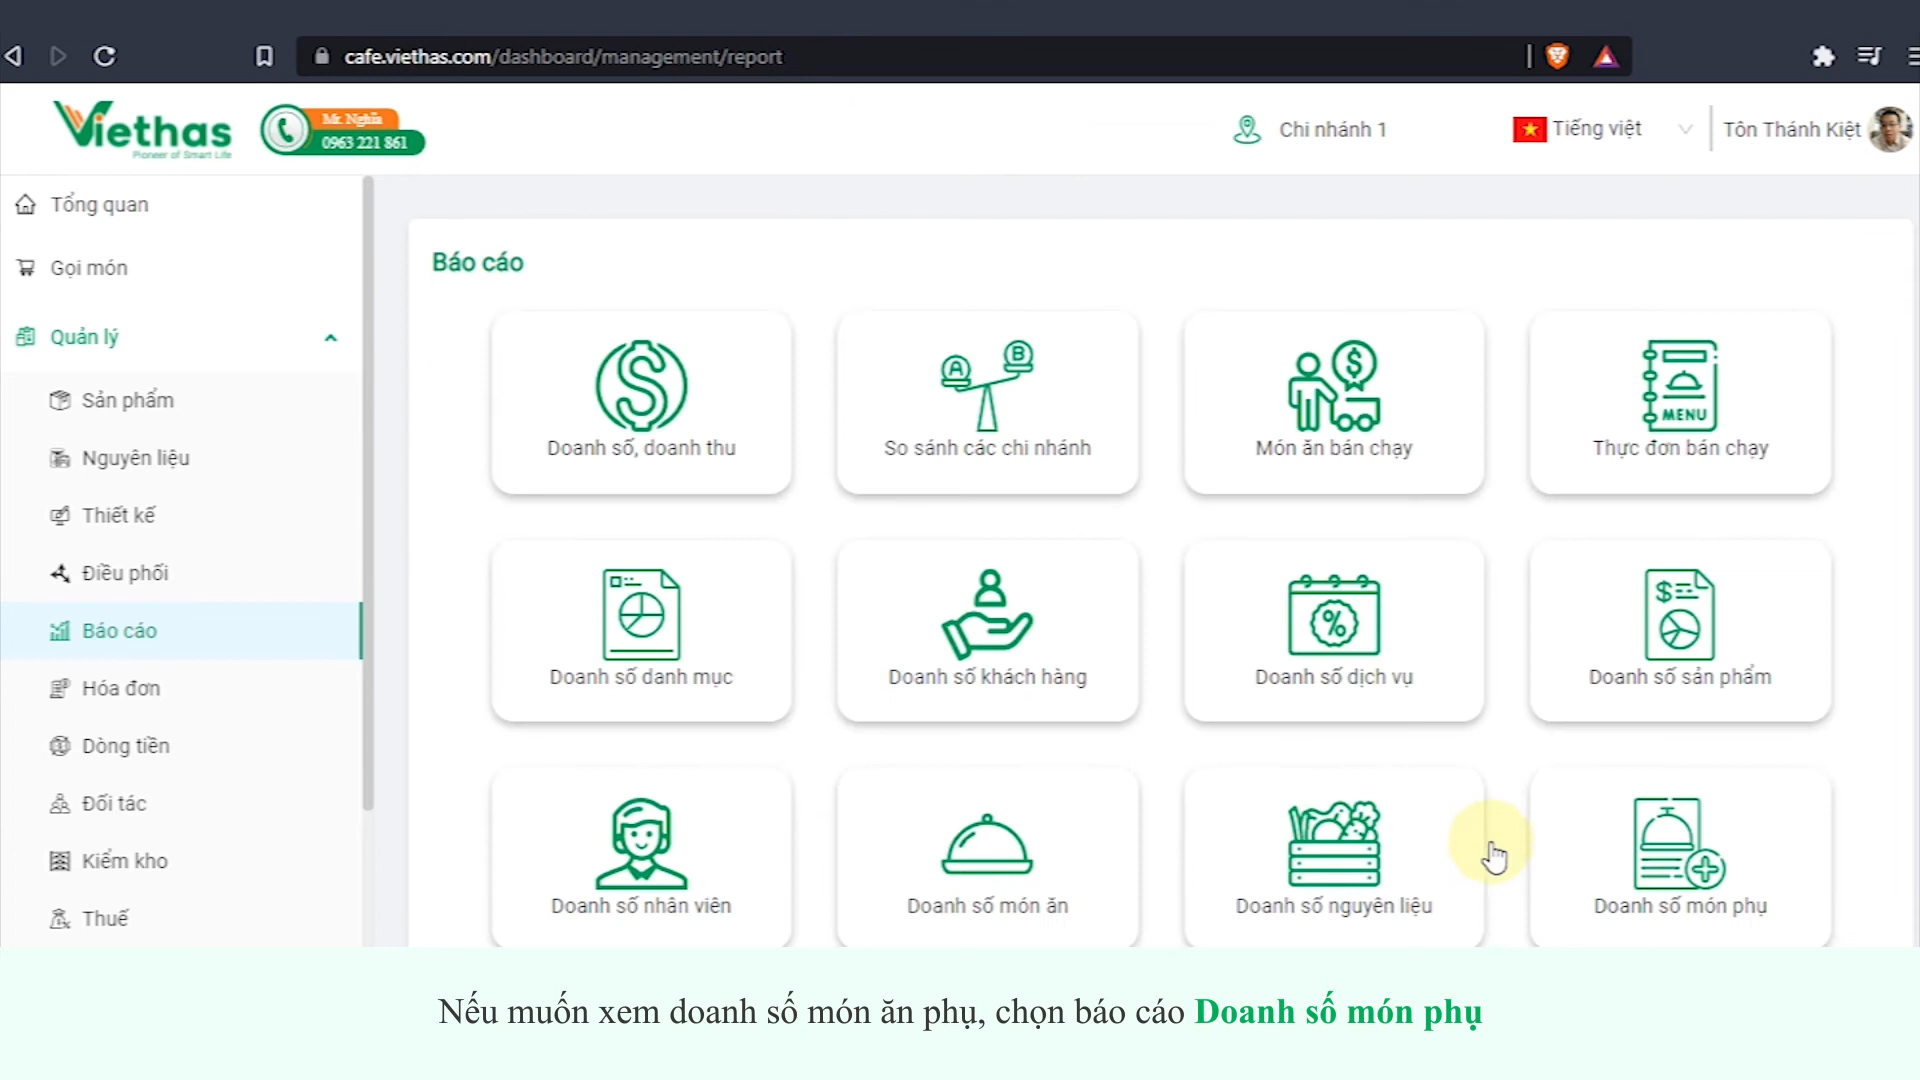 cafe.viethas.com/dashboard/management/report
Viethas
Pioneer of Smart Life
Mr. Nghĩa
0963 221 861
Chi nhánh 1
Tiếng việt
Tôn Thánh Kiệt
Tổng quan
Gọi món
Quản lý
Sản phẩm
Nguyên liệu
Thiết kế
Điều phối
Báo cáo
Hóa đơn
Dòng tiền
Đối tác
Kiểm kho
Thuế
Báo cáo
Doanh số, doanh thu
A B
So sánh các chi nhánh
Món ăn bán chạy
MENU
Thực đơn bán chạy
Doanh số danh mục
Doanh số khách hàng
Doanh số dịch vụ
Doanh số sản phẩm
Doanh số nhân viên
Doanh số món ăn
Doanh số nguyên liệu
Doanh số món phụ
Nếu muốn xem doanh số món ăn phụ, chọn báo cáo Doanh số món phụ